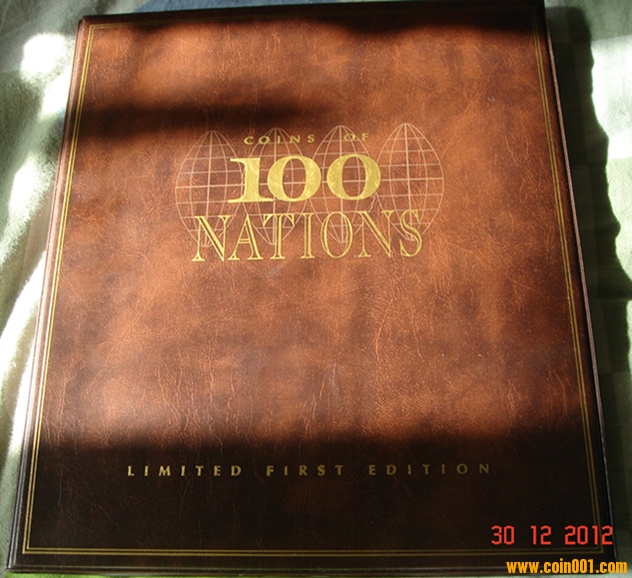 COINS OF
100
NATIONS
LIMITED FIRST EDITION
30 12 2012
www.coin001.com